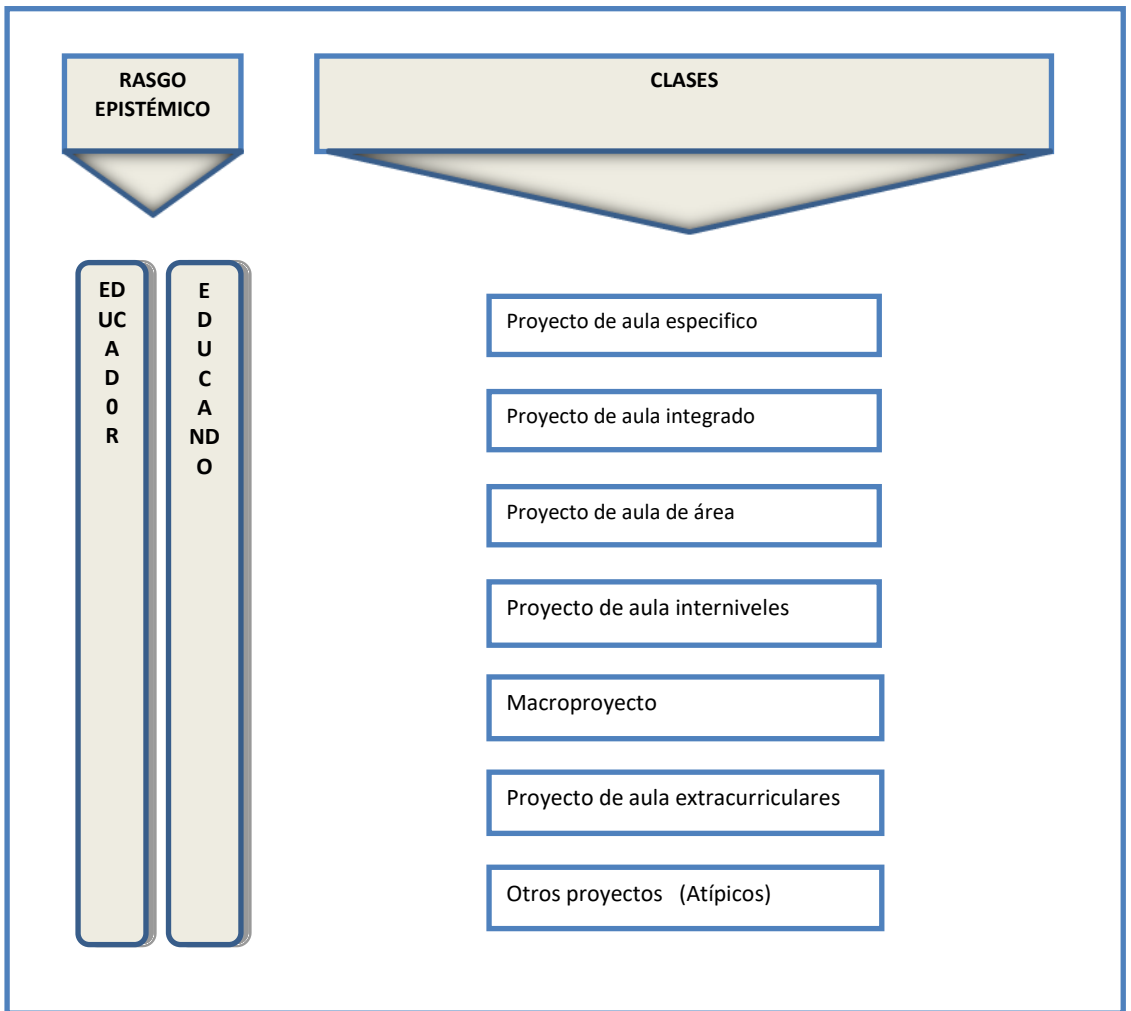 RASGO
EPISTÉMICO
CLASES
ED
UC
A
D
0
R
E
D
U
C
A
ND
O
Proyecto de aula especifico
Proyecto de aula integrado
Proyecto de aula de área
Proyecto de aula interniveles
Macroproyecto
Proyecto de aula extracurriculares
Otros proyectos (Atípicos)